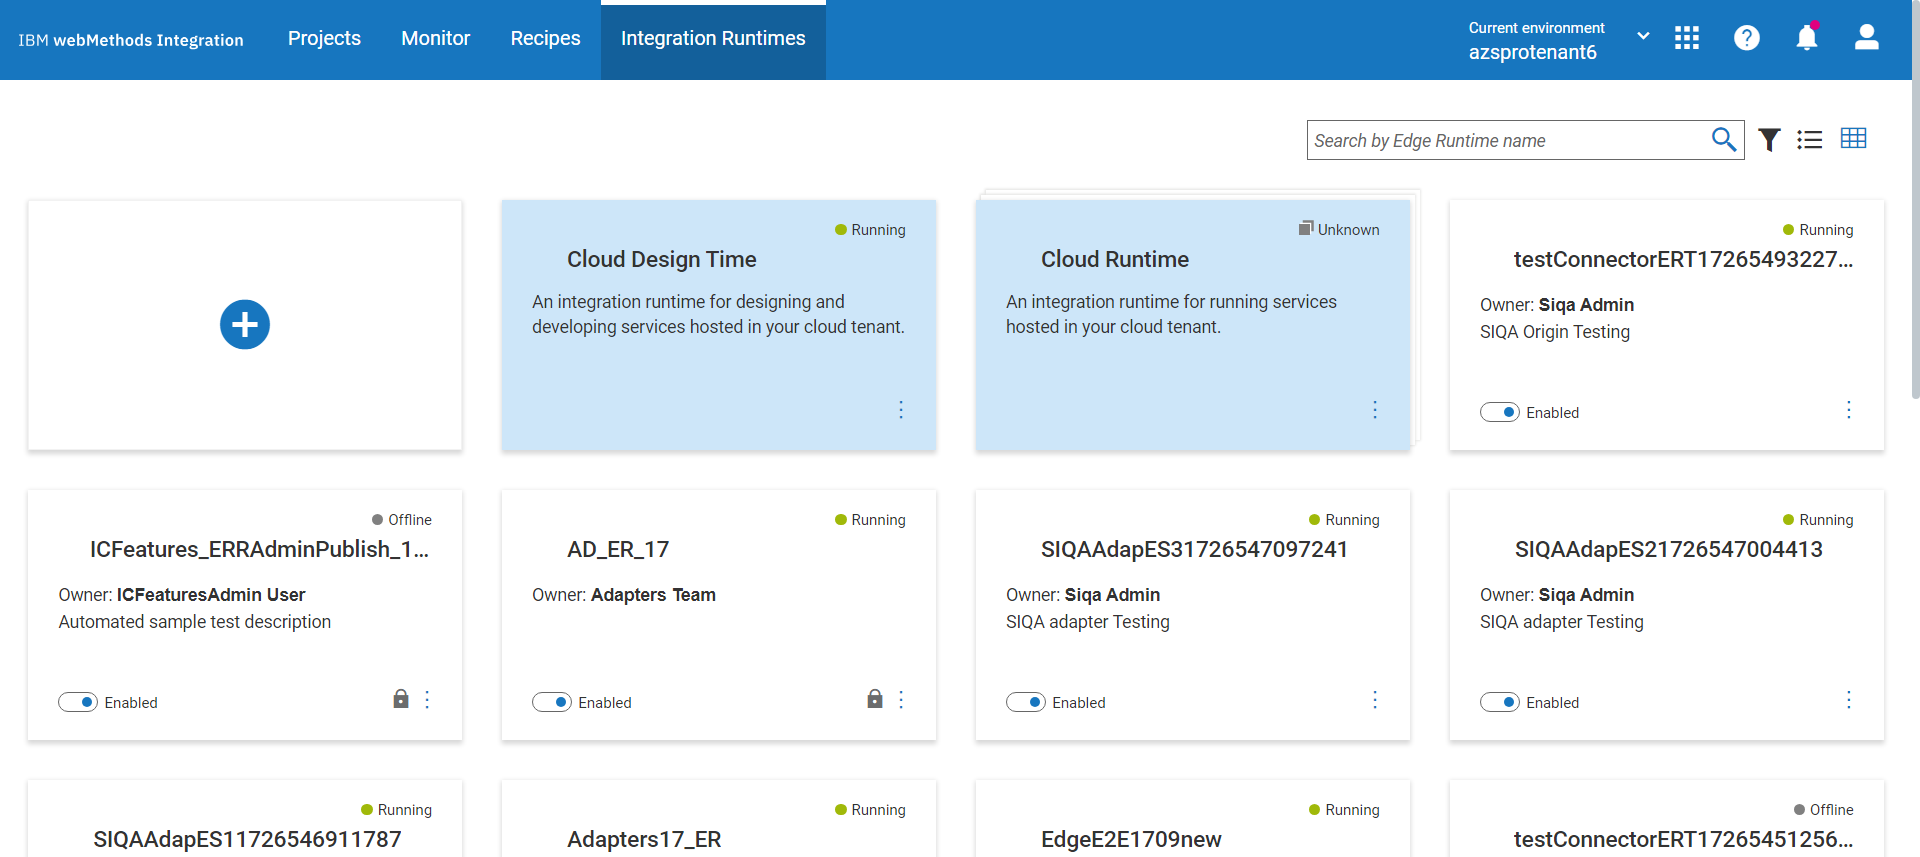 IBM webMethods Integration
Projects
Monitor
Recipes
Integration Runtimes
Current environment
azsprotenant6
Search by Edge Runtime name
Running
Cloud Design Time
An integration runtime for designing and
developing services hosted in your cloud tenant.
Unknown
Cloud Runtime
An integration runtime for running services
hosted in your cloud tenant.
Running
testConnectorERT17265493227...
Owner: Siqa Admin
SIQA Origin Testing
Enabled
Offline
ICFeatures_ERRAdminPublish_1...
Owner: ICFeaturesAdmin User
Automated sample test description
Enabled
Running
AD_ER_17
Owner: Adapters Team
Enabled
Running
SIQAAdapES31726547097241
Owner: Siqa Admin
SIQA adapter Testing
Enabled
Running
SIQAAdapES21726547004413
Owner: Siqa Admin
SIQA adapter Testing
Enabled
Running
SIQAAdapES11726546911787
Running
Adapters17_ER
Running
EdgeE2E1709new
Offline
testConnectorERT17265451256...